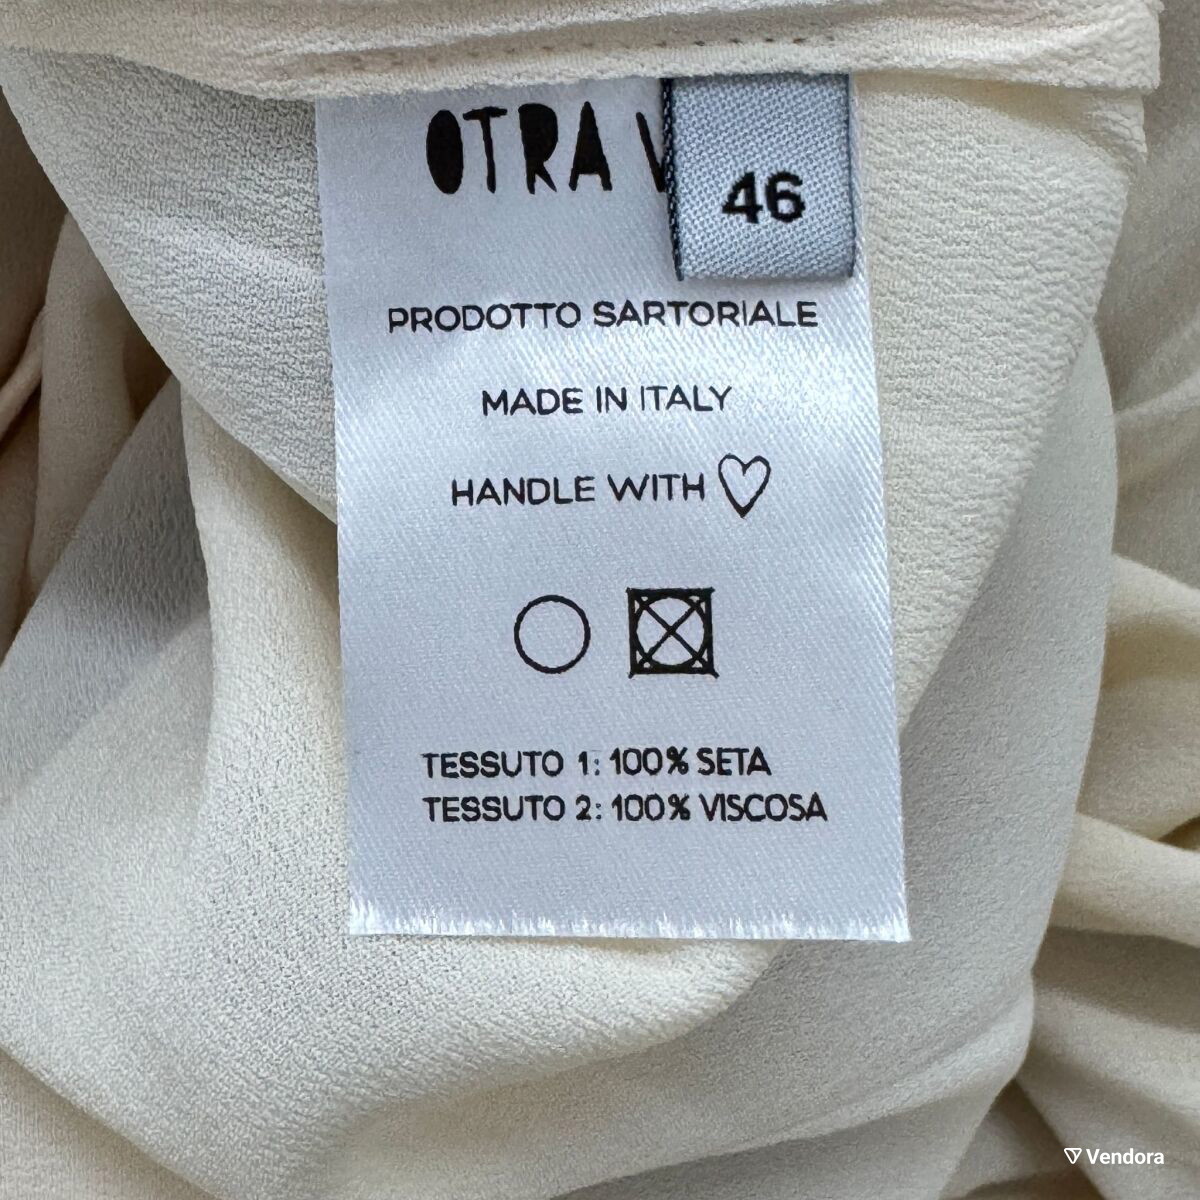 OTRA
46
PRODOTTO SARTORIALE
MADE IN ITALY
HANDLE WITH
TESSUTO 1: 100% SETA
TESSUTO 2: 100% VISCOSA
Vendora